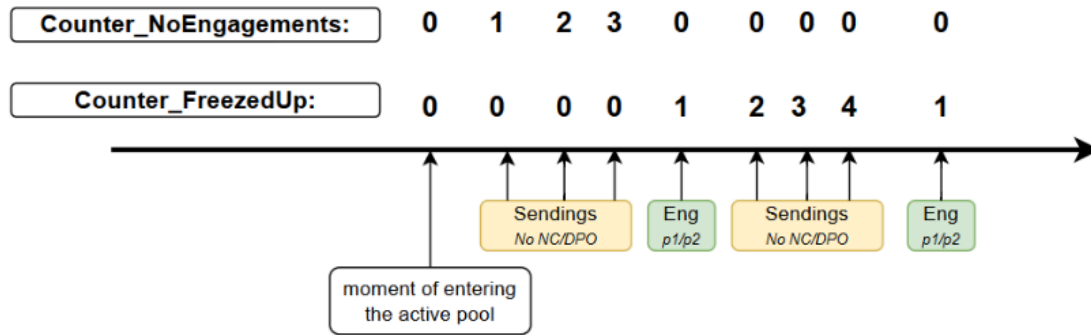 Counter_NoEngagements: 0 1 2 3 0 0 0 0 0
Counter_FreezedUp: 0 0 0 0 1 2 3 4 1
Sendings
No NC/DPO
Eng
p1/p2
Sendings
No NC/DPO
Eng
p1/p2
moment of entering
the active pool